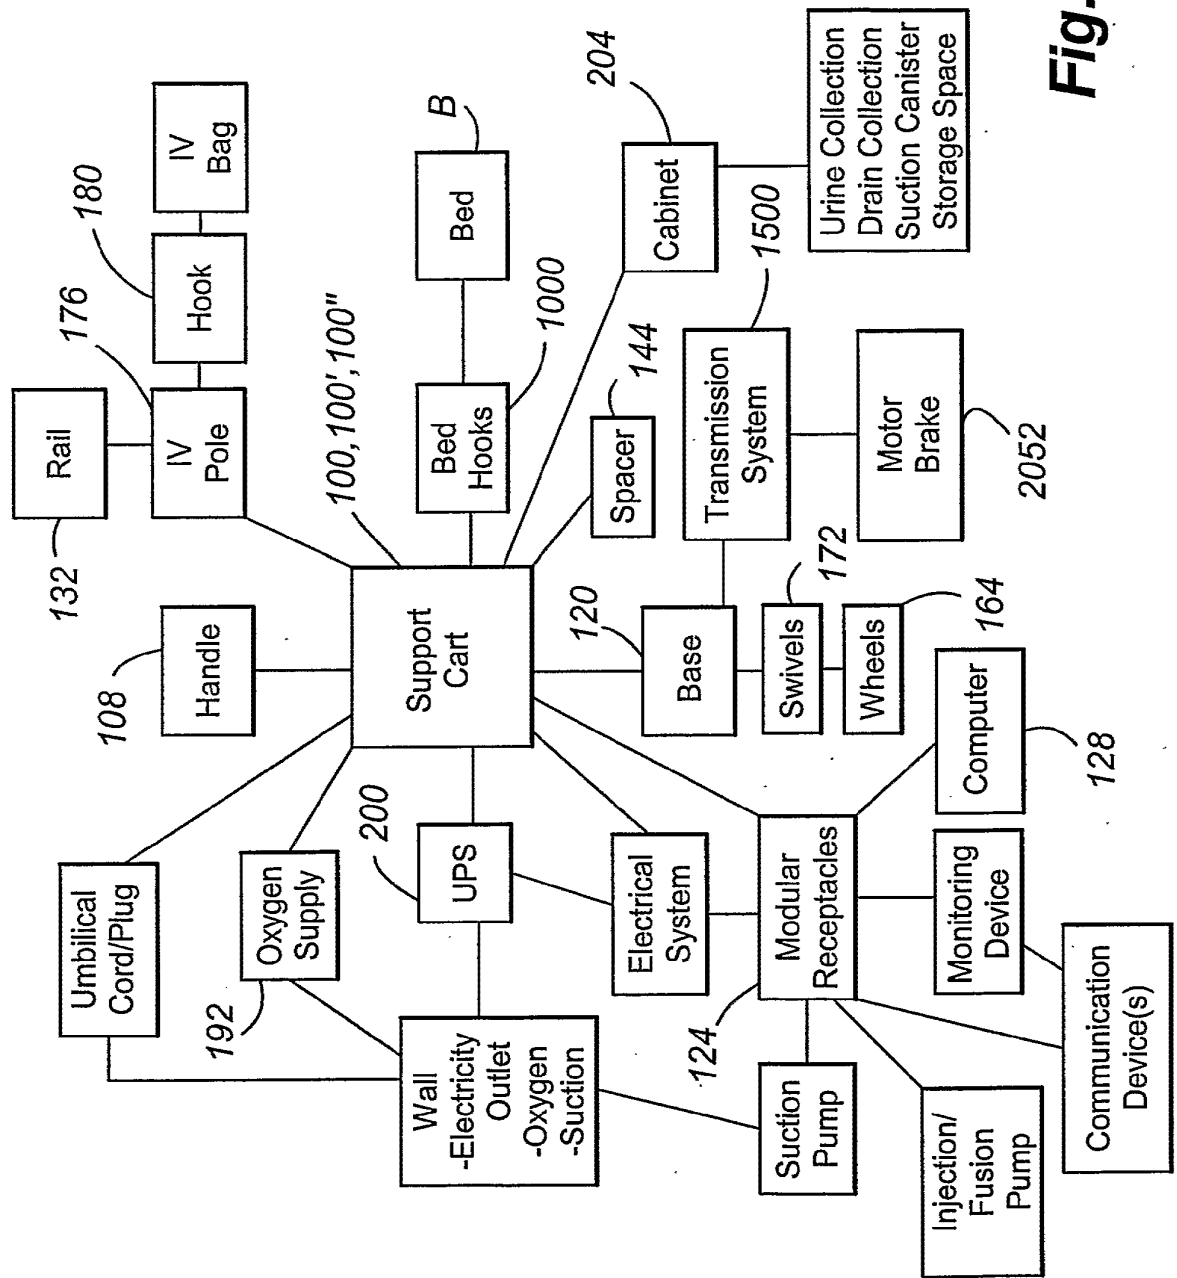 108
Handle
132
Rail
176
IV
Pole
180
Hook
IV
Bag
Umbilical
Cord/Plug
192
Oxygen
Supply
100,100',100"
Support
Cart
Wall
-Electricity
Outlet
-Oxygen
-Suction
200
UPS
Bed
Hooks
1000
B
Bed
Electrical
System
120
Base
Spacer
144
204
Cabinet
124
Modular
Receptacles
Suction
Pump
Swivels
172
Wheels
164
Transmission
System
1500
Urine Collection
Drain Collection
Suction Canister
Storage Space
Injection/
Fusion
Pump
Monitoring
Device
Computer
128
Motor
Brake
2052
Communication
Device(s)
Fig.